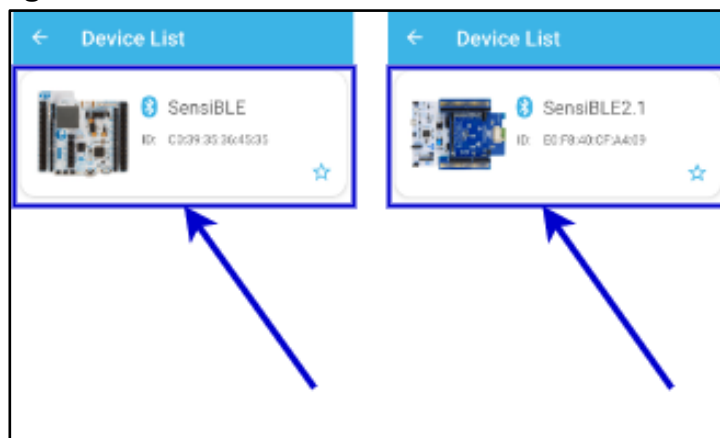 Device List
SensiBLE
ID: C0:39:35:36:45:35
Device List
SensiBLE2.1
ID: E0:F8:40:CF:A4:09